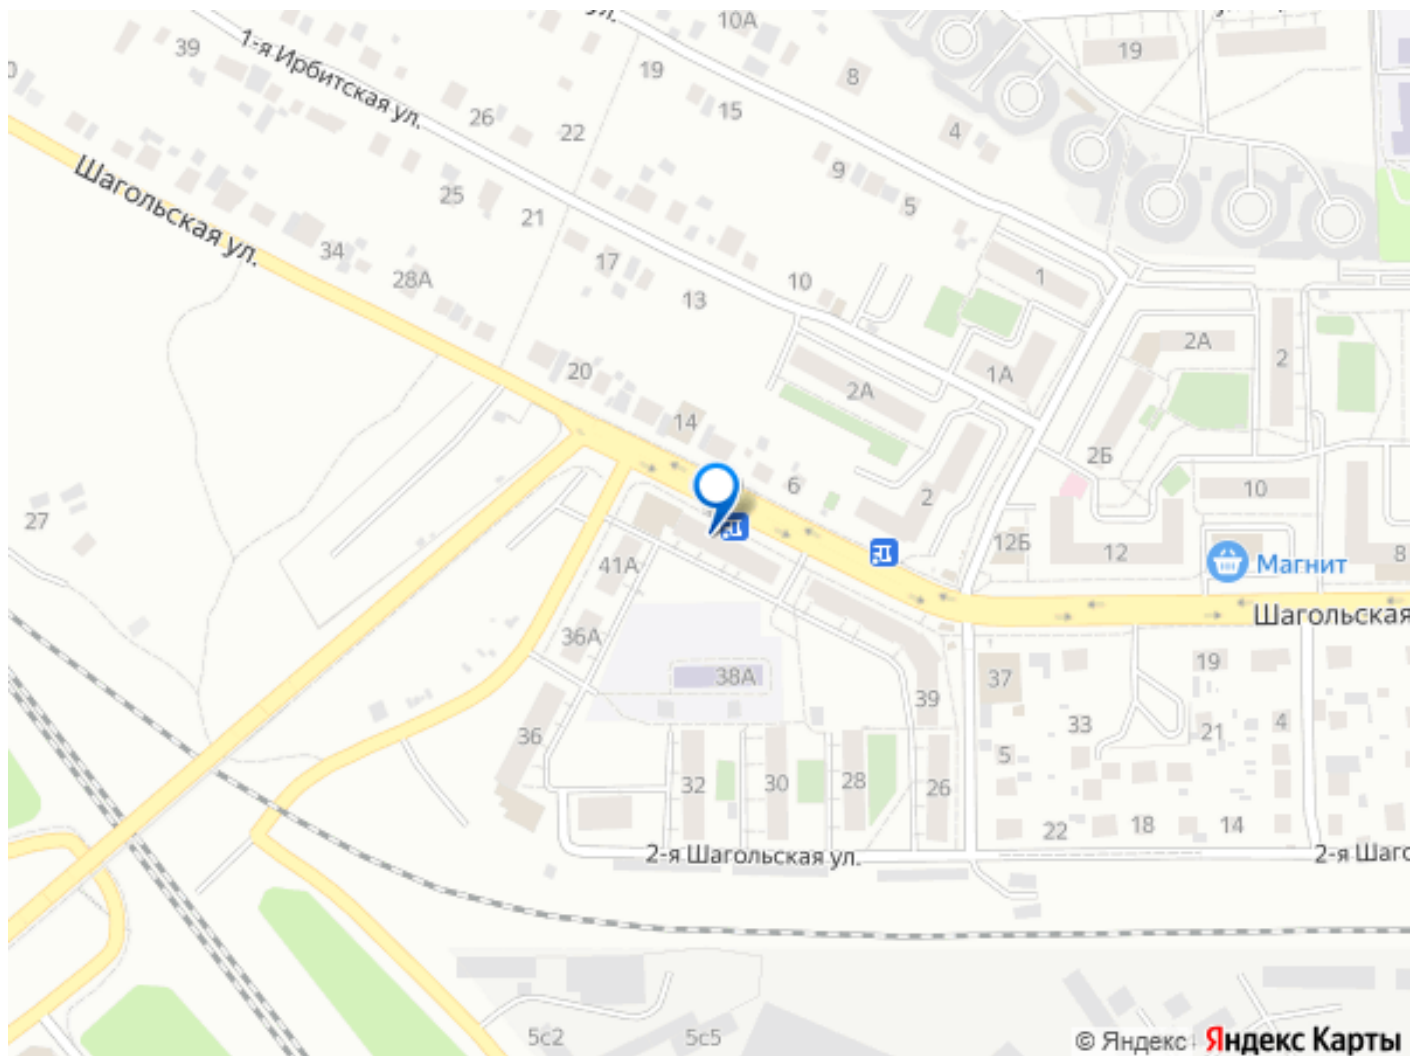 10А
39
1-я Ирбитская ул.
19
8
19
26
15
22
4
9
25
5
21
Шагольская ул.
34
17
28А
13
10
1
2А
2
20
1А
2А
14
2Б
6
10
2
27
12Б
12
8
Магнит
41А
Шагольская
36А
38А
19
37
39
33
21
4
36
5
32
30
28
26
22
18
14
2-я Шагольская ул.
2-я Шаго
5с2
5с5
© Яндекс
Яндекс Карты